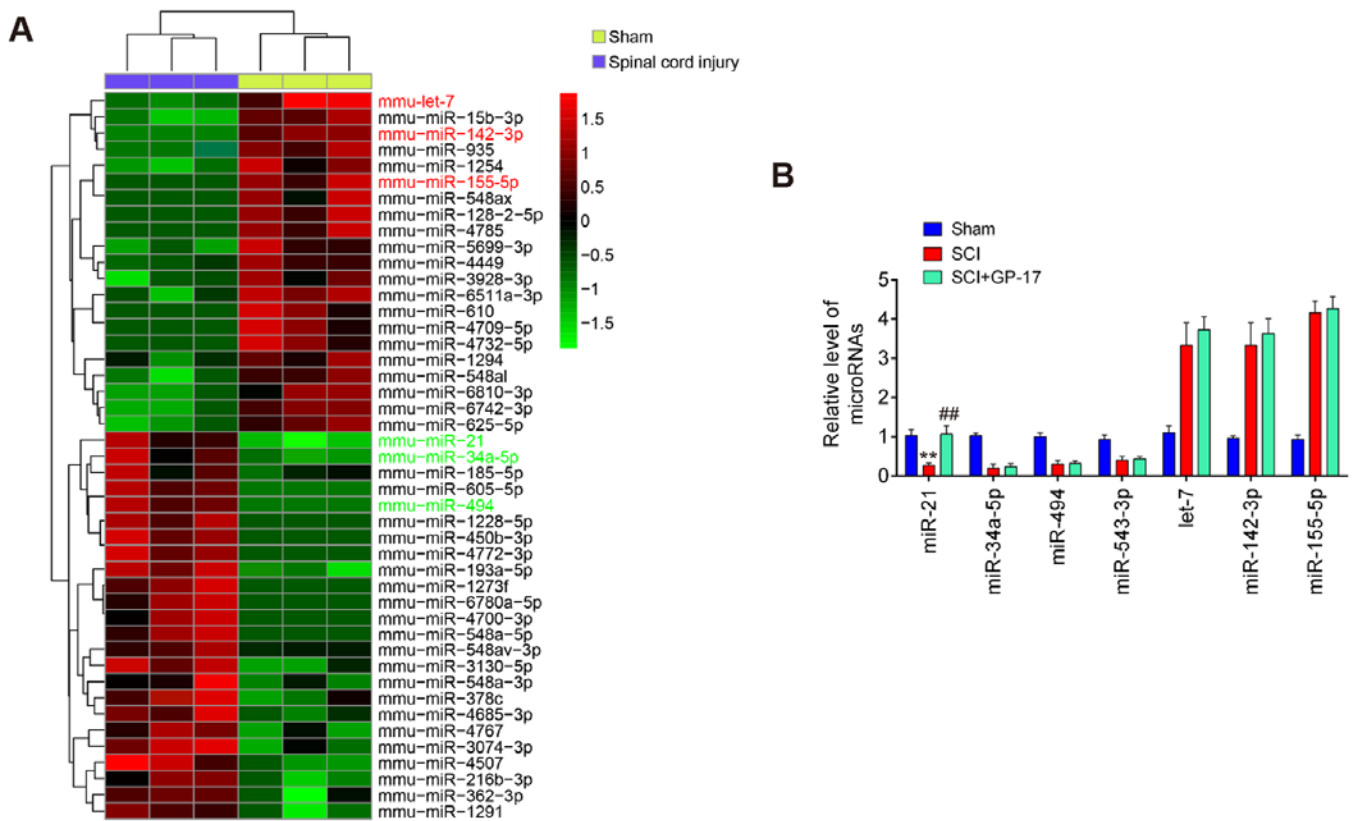 A
Sham
Spinal cord injury
mmu-let-7
mmu-miR-15b-3p
mmu-miR-142-3p
mmu-miR-935
mmu-miR-1254
mmu-miR-155-5p
mmu-miR-548ax
mmu-miR-128-2-5p
mmu-miR-4785
mmu-miR-5699-3p
mmu-miR-4449
mmu-miR-3928-3p
mmu-miR-6511a-3p
mmu-miR-610
mmu-miR-4709-5p
mmu-miR-4732-5p
mmu-miR-1294
mmu-miR-548al
mmu-miR-6810-3p
mmu-miR-6742-3p
mmu-miR-625-5p
mmu-miR-21
mmu-miR-34a-5p
mmu-miR-185-5p
mmu-miR-605-5p
mmu-miR-494
mmu-miR-1228-5p
mmu-miR-450b-3p
mmu-miR-4772-3p
mmu-miR-193a-5p
mmu-miR-1273f
mmu-miR-6780a-5p
mmu-miR-4700-3p
mmu-miR-548a-5p
mmu-miR-548av-3p
mmu-miR-3130-5p
mmu-miR-548a-3p
mmu-miR-378c
mmu-miR-4685-3p
mmu-miR-4767
mmu-miR-3074-3p
mmu-miR-4507
mmu-miR-216b-3p
mmu-miR-362-3p
mmu-miR-1291
1.5
1
0.5
0
−0.5
−1
−1.5
B
Sham
SCI
SCI+GP-17
Relative level of
microRNAs
5
4
3
2
1
0
**
##
miR-21
miR-34a-5p
miR-494
miR-543-3p
let-7
miR-142-3p
miR-155-5p